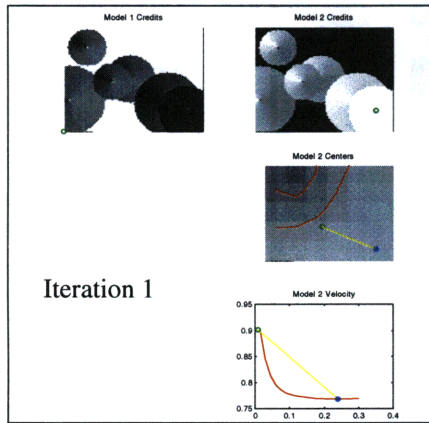 Model 1 Credits
Model 2 Credits
Model 2 Centers
Iteration 1
Model 2 Velocity
0.95
0.9
0.85
0.8
0.75
0 0.1 0.2 0.3 0.4